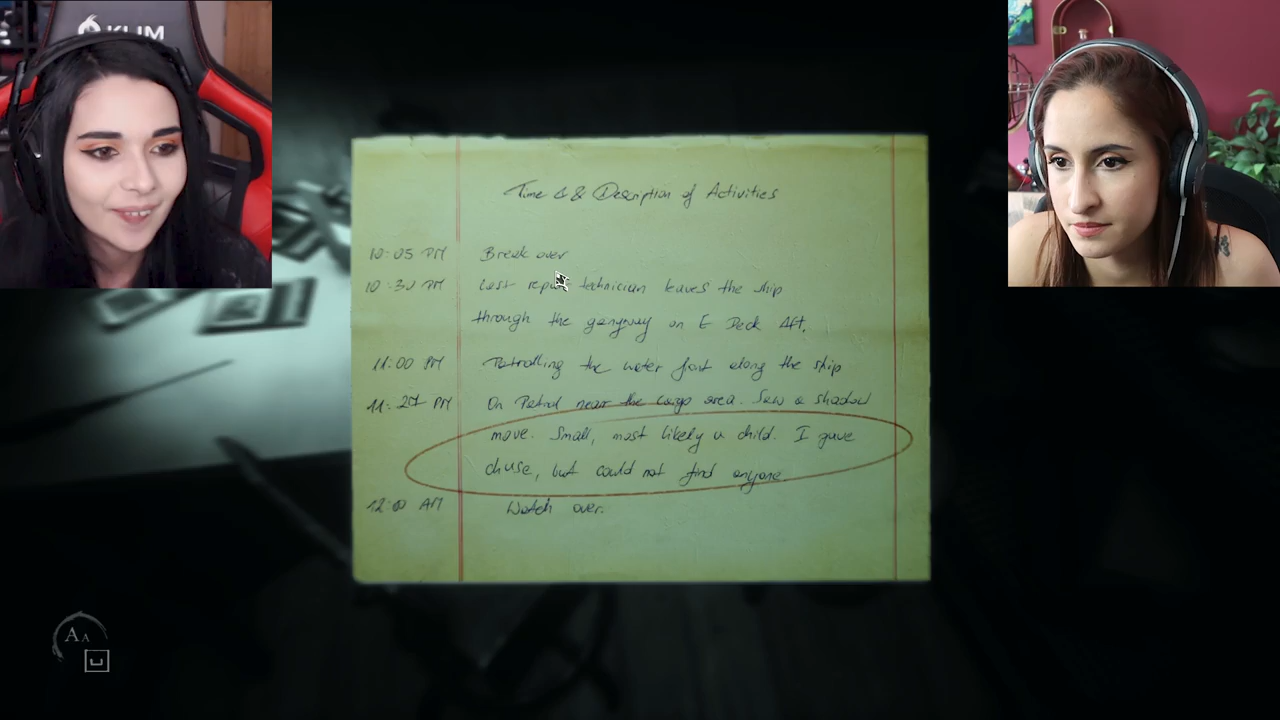 KLIM
Time & Description of Activities
10:05 PM Break over
10:30 PM Last repair technician leaves the ship
through the gangway on E Deck Aft.
11:00 PM Patrolling the water front along the ship
11:27 PM On Patrol near the cargo area. Saw a shadow
move. Small, most likely a child. I gave
chase, but could not find anyone.
12:00 AM Watch over.
AA